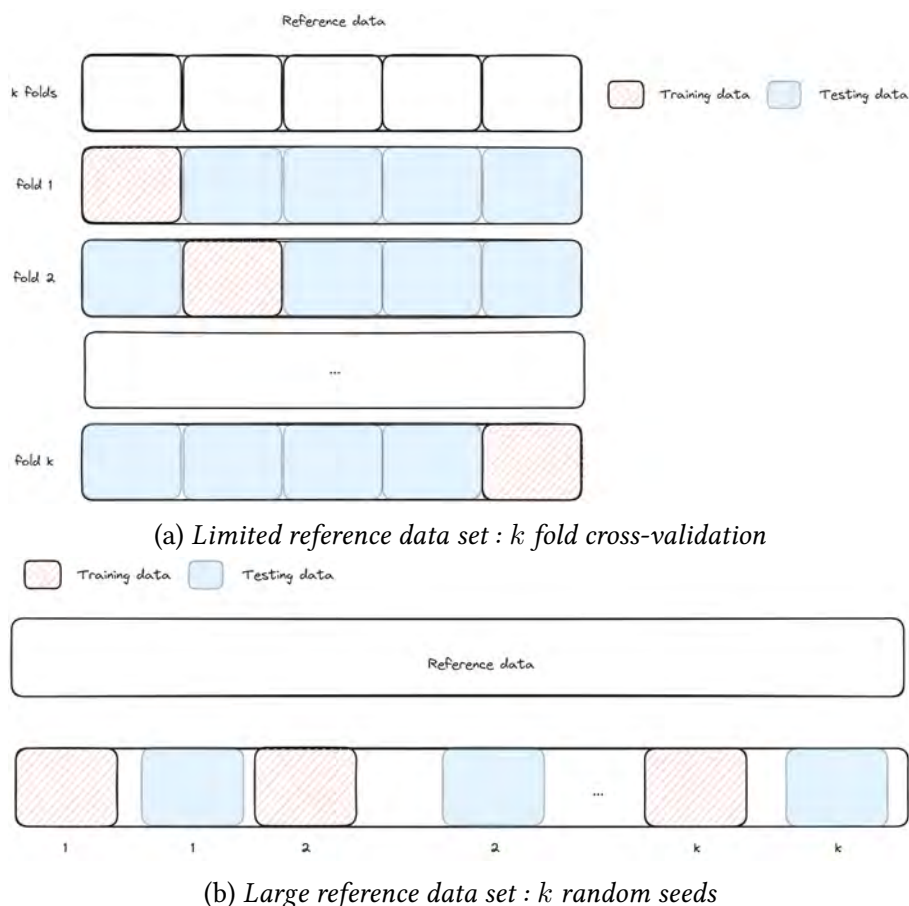 Reference data
k folds
Training data
Testing data
fold 1
fold 2
...
fold k
(a) Limited reference data set : k fold cross-validation
Training data
Testing data
Reference data
...
1 1 2 2 k k
(b) Large reference data set : k random seeds